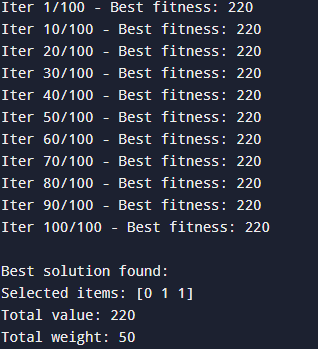 Iter 1/100 - Best fitness: 220
Iter 10/100 - Best fitness: 220
Iter 20/100 - Best fitness: 220
Iter 30/100 - Best fitness: 220
Iter 40/100 - Best fitness: 220
Iter 50/100 - Best fitness: 220
Iter 60/100 - Best fitness: 220
Iter 70/100 - Best fitness: 220
Iter 80/100 - Best fitness: 220
Iter 90/100 - Best fitness: 220
Iter 100/100 - Best fitness: 220
Best solution found:
Selected items: [0 1 1]
Total value: 220
Total weight: 50